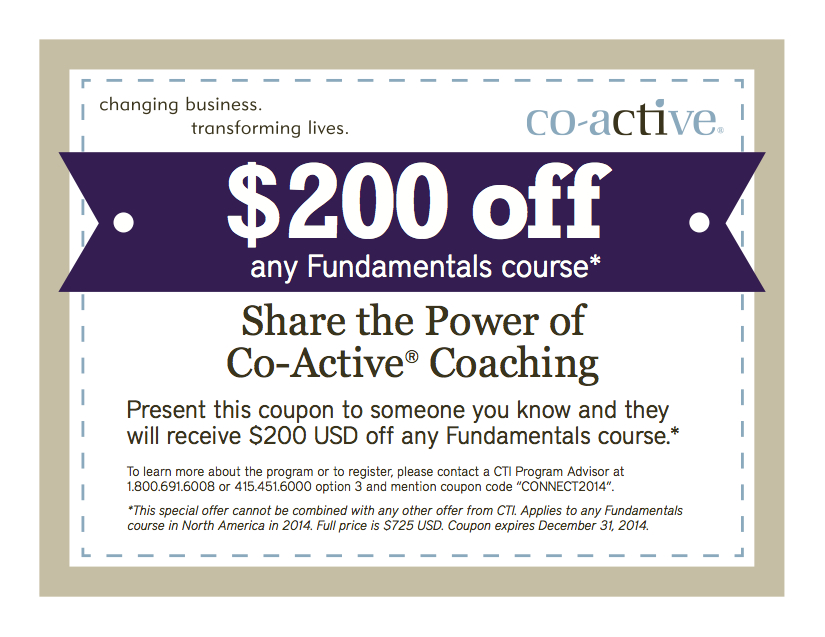 changing business.
transforming lives.
co-active®
$200 off
any Fundamentals course*
Share the Power of
Co-Active® Coaching
Present this coupon to someone you know and they
will receive $200 USD off any Fundamentals course.*
To learn more about the program or to register, please contact a CTI Program Advisor at
1.800.691.6008 or 415.451.6000 option 3 and mention coupon code “CONNECT2014”.
*This special offer cannot be combined with any other offer from CTI. Applies to any Fundamentals
course in North America in 2014. Full price is $725 USD. Coupon expires December 31, 2014.